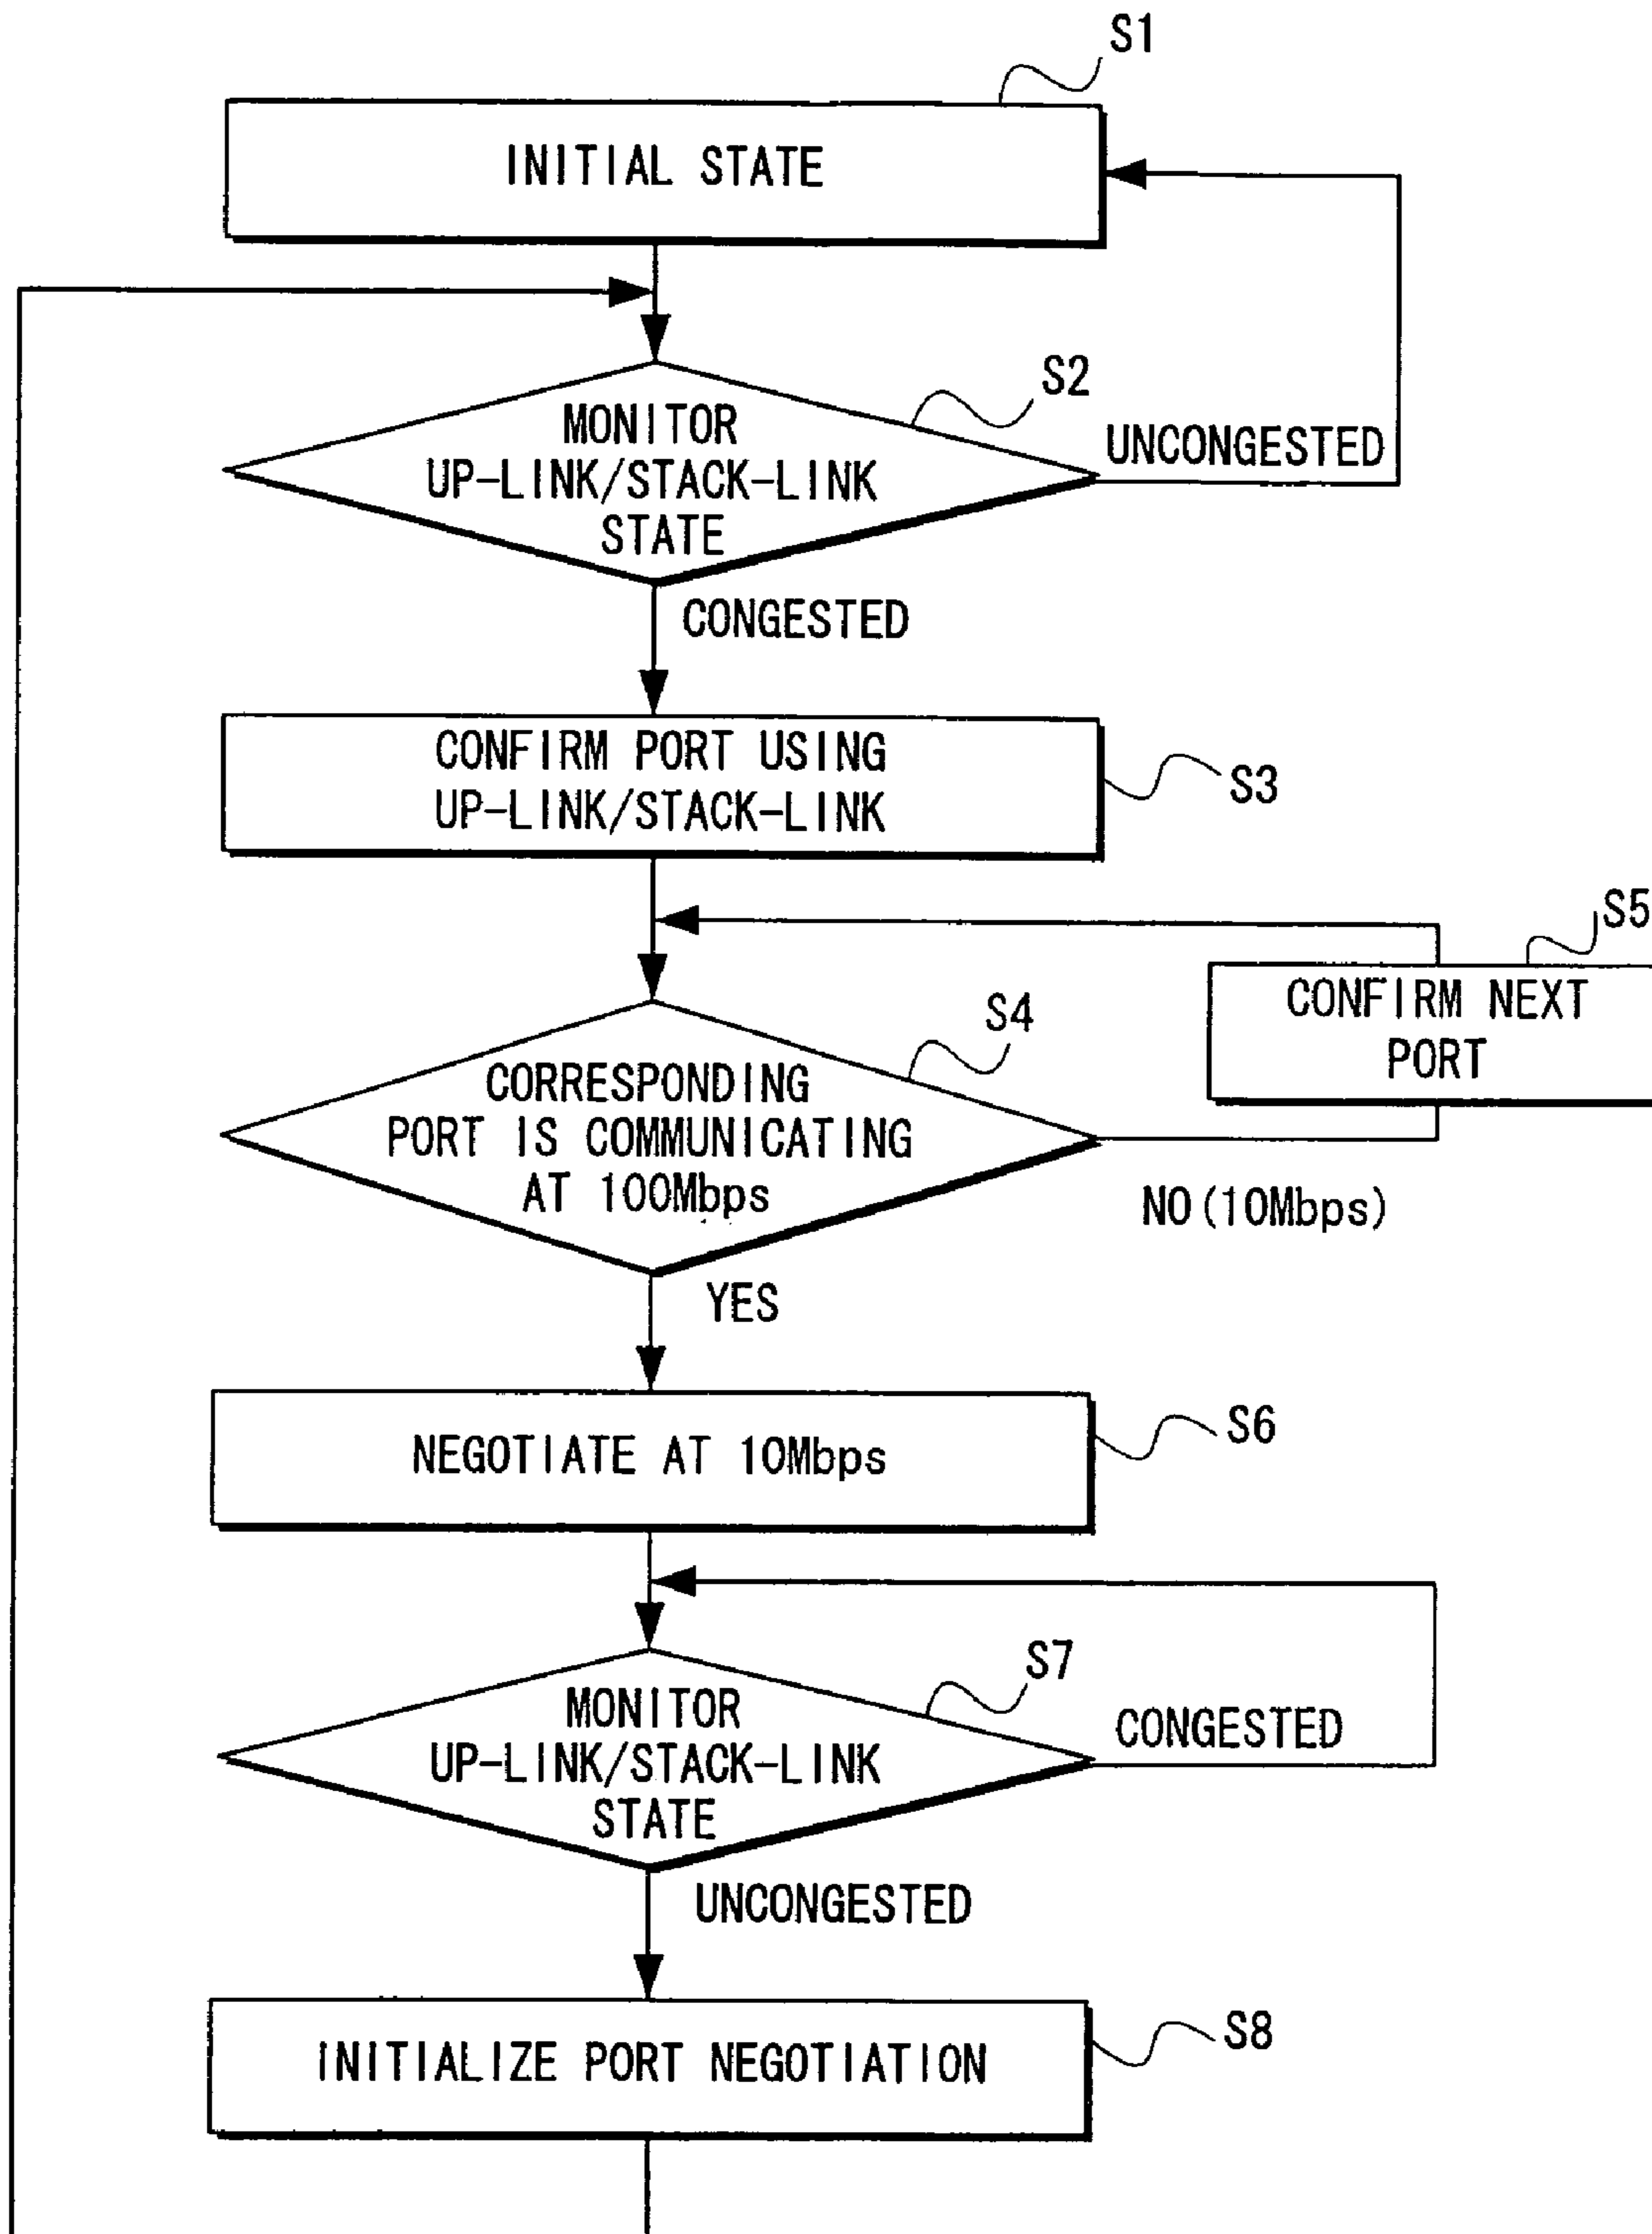 S1
INITIAL STATE
S2
MONITOR
UP-LINK/STACK-LINK
STATE
UNCONGESTED
CONGESTED
CONFIRM PORT USING
UP-LINK/STACK-LINK
S3
S5
CONFIRM NEXT
PORT
S4
CORRESPONDING
PORT IS COMMUNICATING
AT 100Mbps
NO(10Mbps)
YES
NEGOTIATE AT 10Mbps
S6
S7
MONITOR
UP-LINK/STACK-LINK
STATE
CONGESTED
UNCONGESTED
INITIALIZE PORT NEGOTIATION
S8